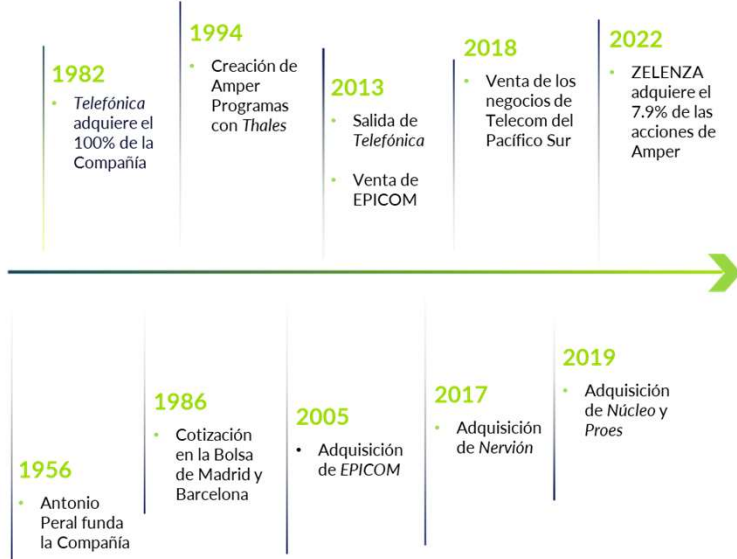 1982
• Telefónica
adquiere el
100% de la
Compañía
1994
• Creación de
Amper
Programas
con Thales
2013
• Salida de
Telefónica
• Venta de
EPICOM
2018
• Venta de los
negocios de
Telecom del
Pacífico Sur
2022
• ZELENZA
adquiere el
7.9% de las
acciones de
Amper
1956
• Antonio
Peral funda
la Compañía
1986
• Cotización
en la Bolsa
de Madrid y
Barcelona
2005
• Adquisición
de EPICOM
2017
• Adquisición
de Nervión
2019
• Adquisición
de Núcleo y
Proes